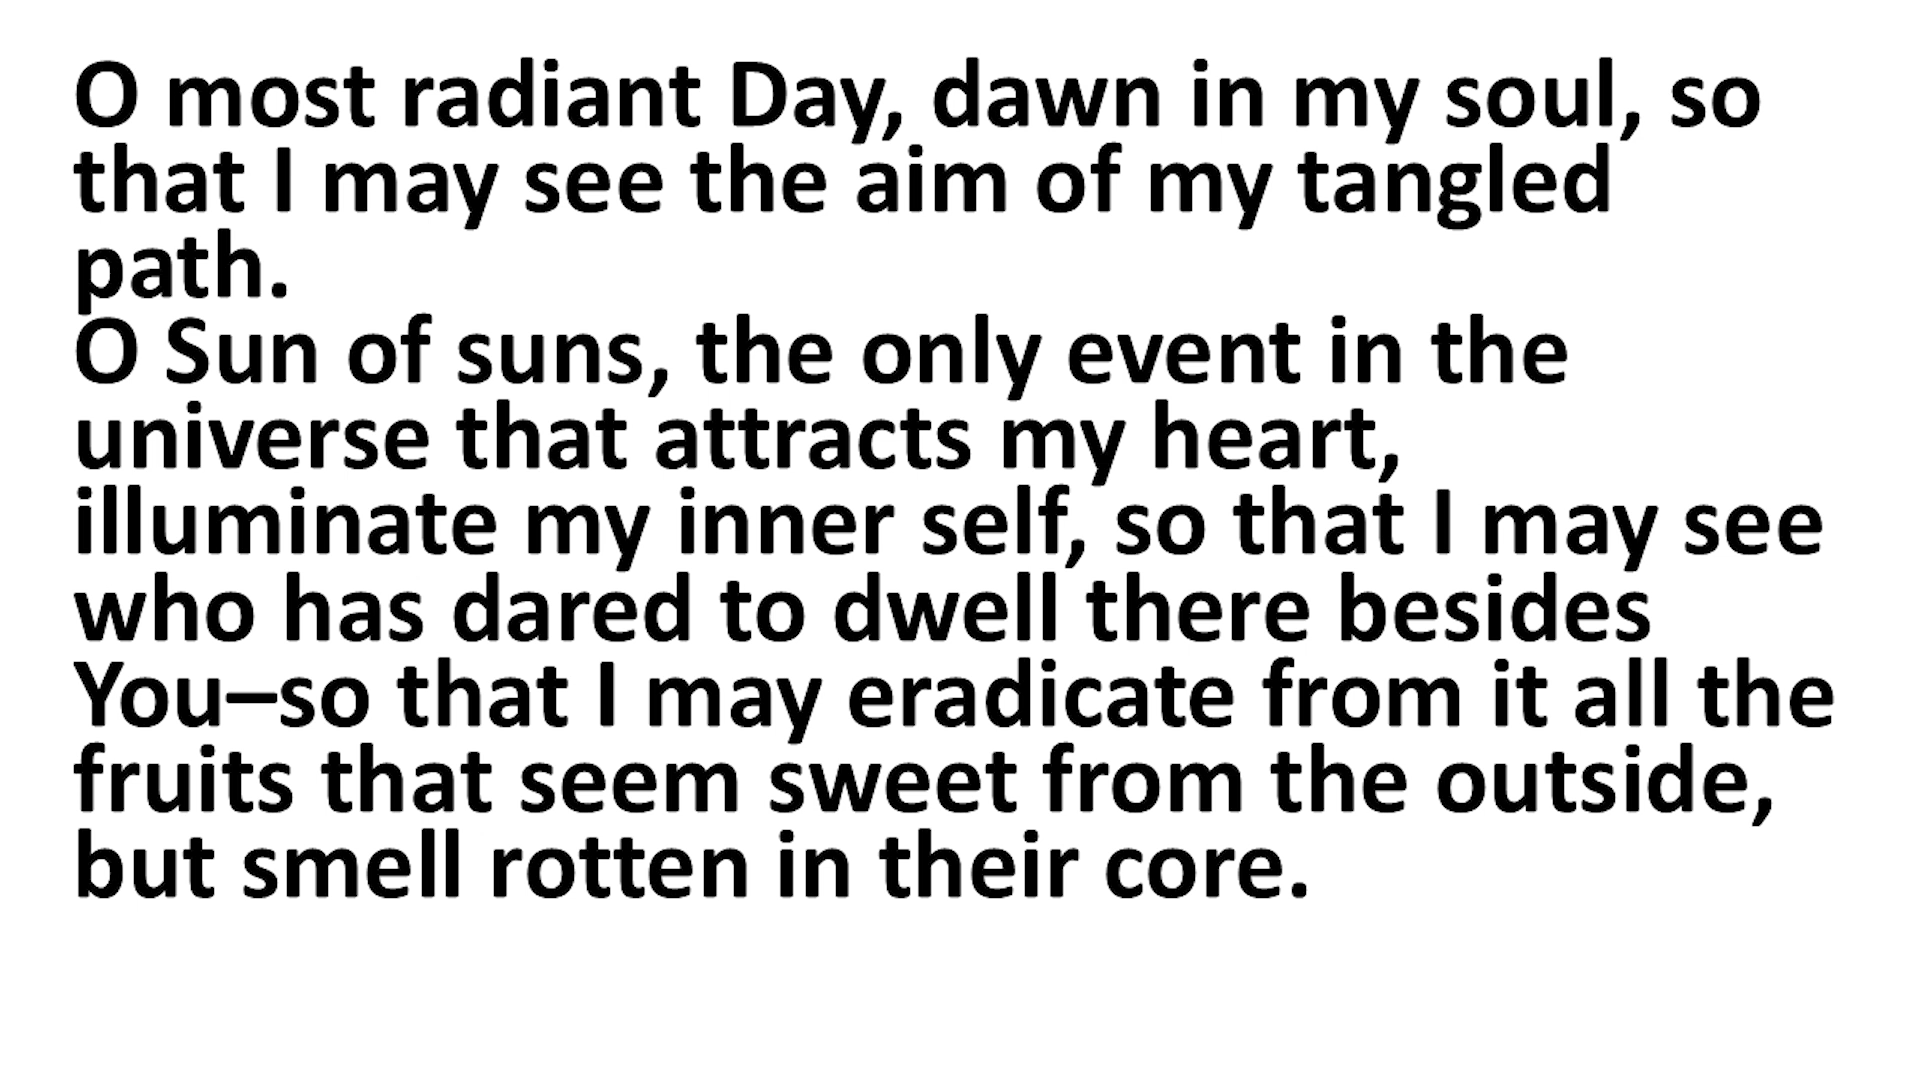 O most radiant Day, dawn in my soul, so
that I may see the aim of my tangled
path.
O Sun of suns, the only event in the
universe that attracts my heart,
illuminate my inner self, so that I may see
who has dared to dwell there besides
You–so that I may eradicate from it all the
fruits that seem sweet from the outside,
but smell rotten in their core.